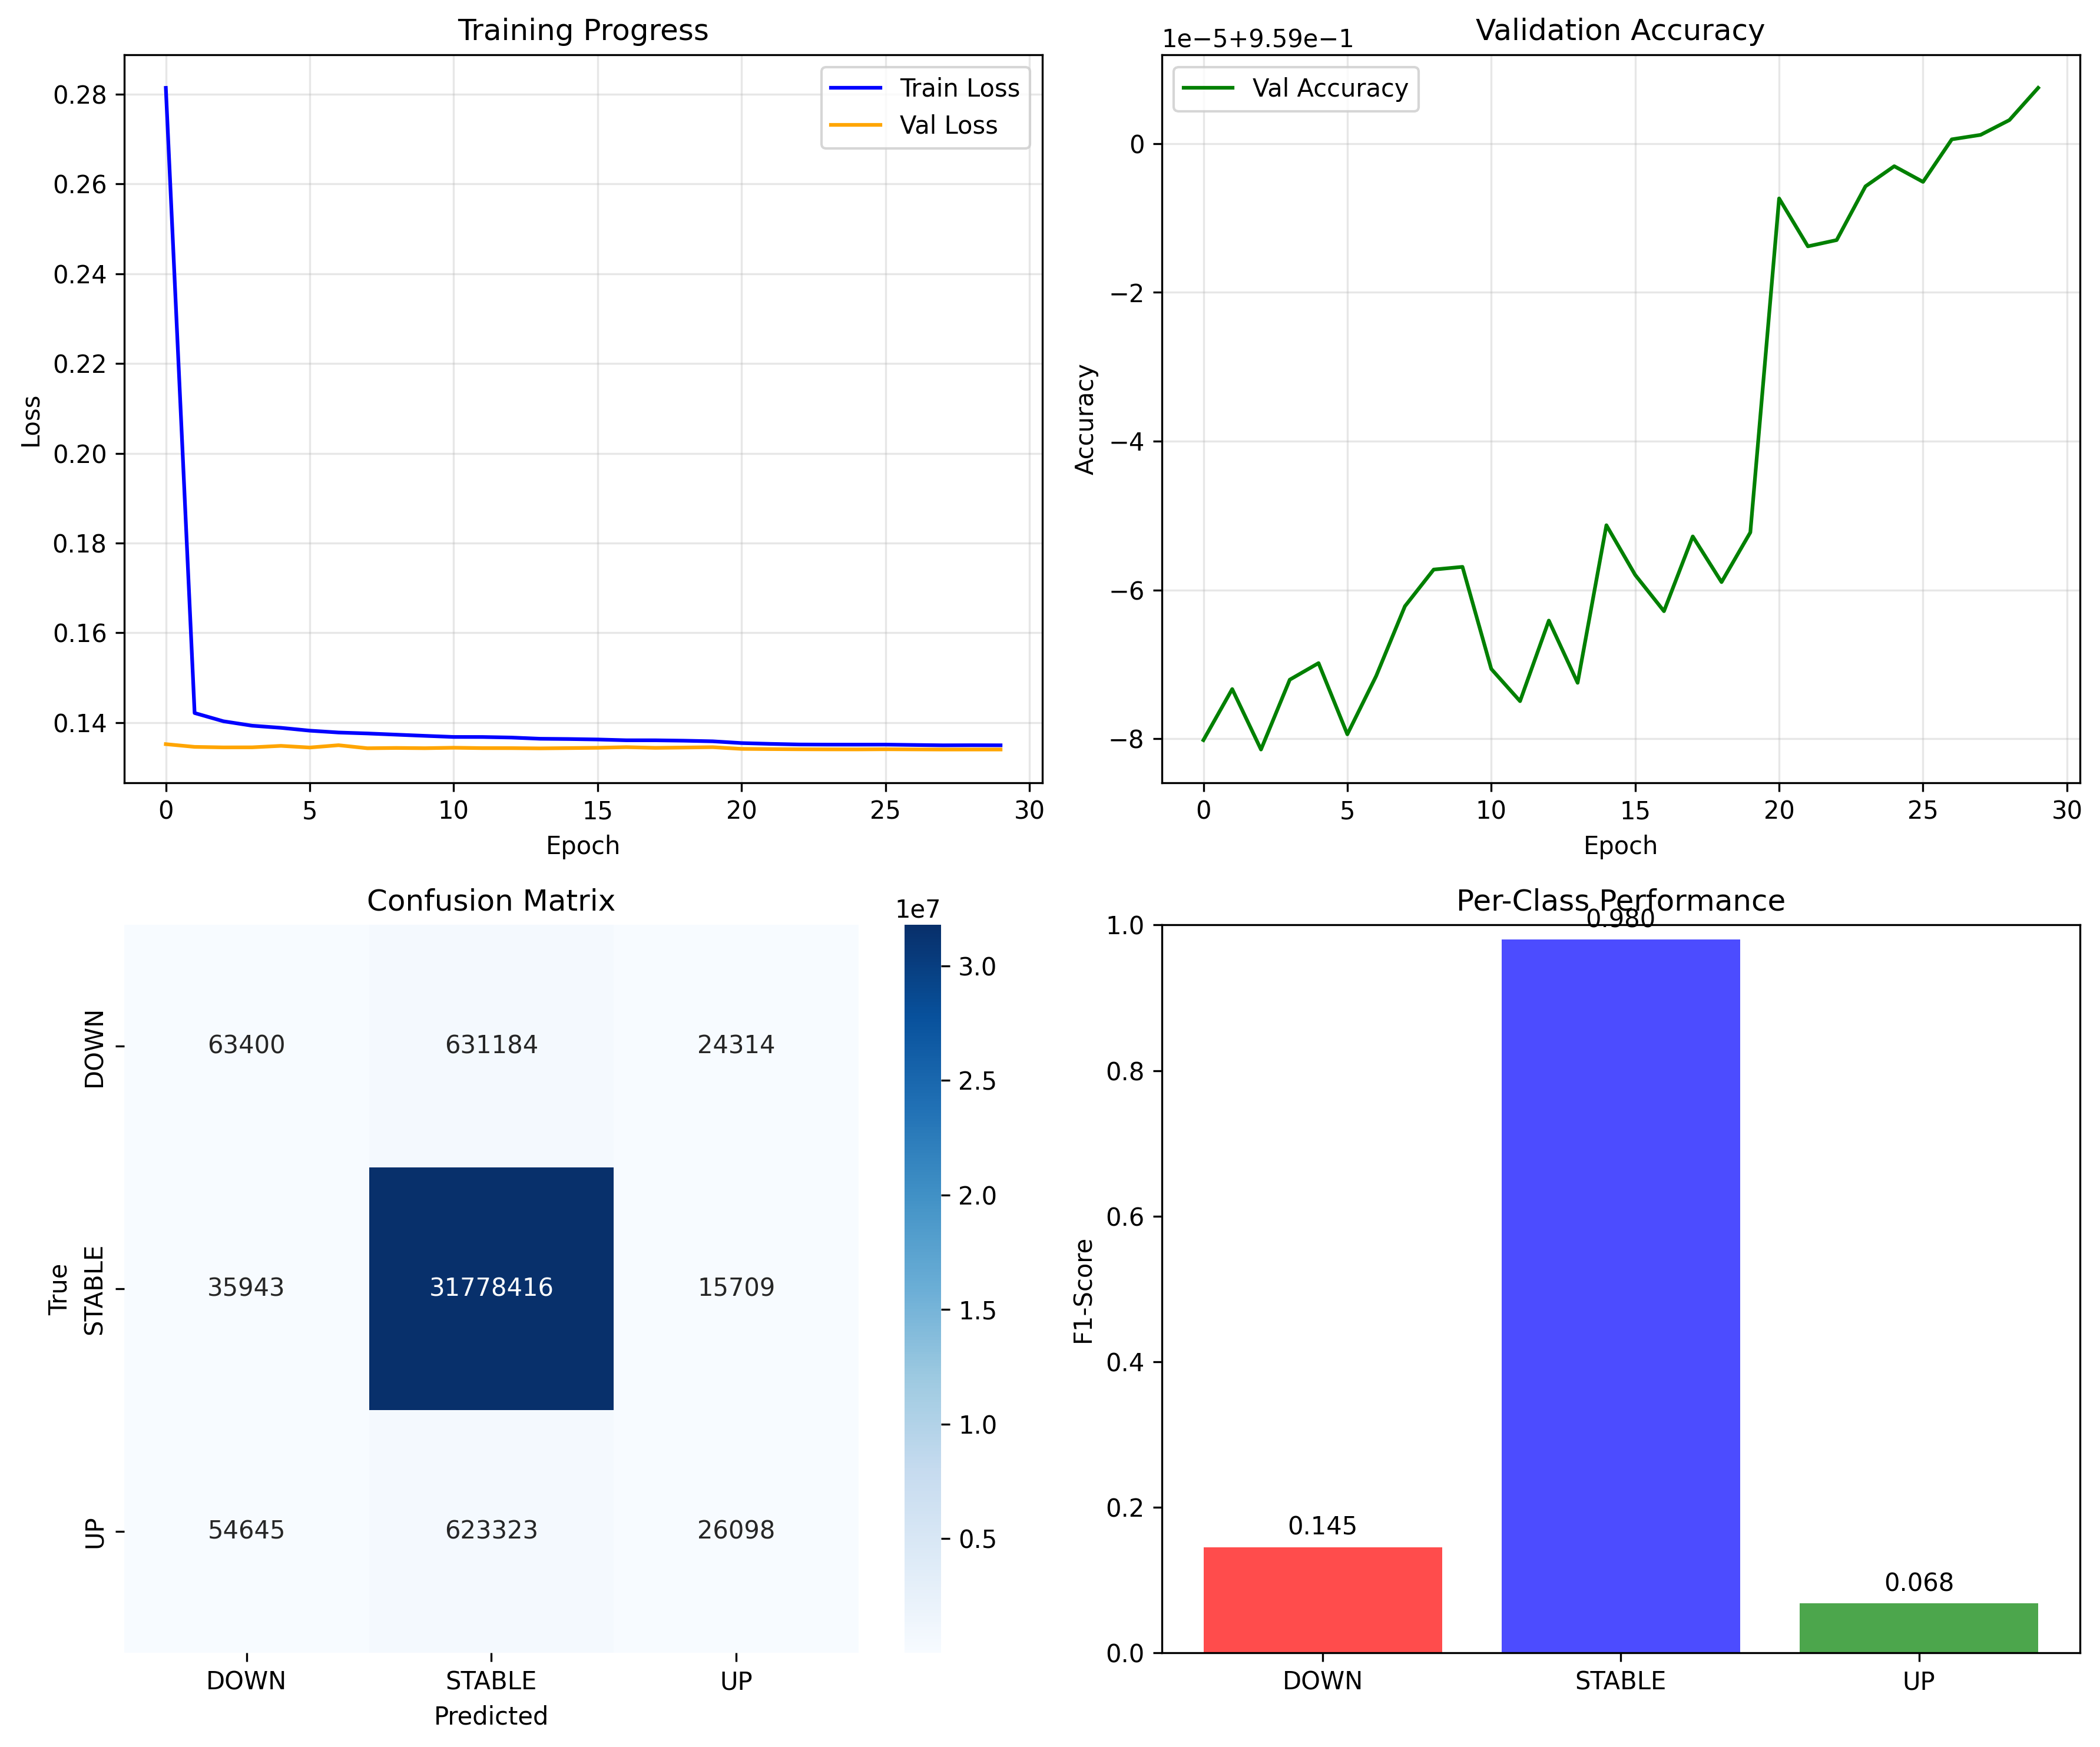 Training Progress
Train Loss
Val Loss
0.28
0.26
0.24
0.22
0.20
0.18
0.16
0.14
Loss
0 5 10 15 20 25 30
Epoch
Validation Accuracy
1e−5+9.59e−1
Val Accuracy
0
−2
−4
−6
−8
Accuracy
0 5 10 15 20 25 30
Epoch
Confusion Matrix
1e7
DOWN
63400 631184 24314
STABLE
35943 31778416 15709
UP
54645 623323 26098
True
DOWN STABLE UP
Predicted
3.0
2.5
2.0
1.5
1.0
0.5
Per-Class Performance
0.980
1.0
0.8
0.6
0.4
0.2
0.0
F1-Score
0.145
0.068
DOWN STABLE UP